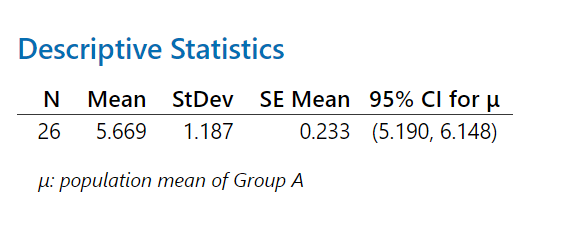 Descriptive Statistics
N Mean StDev SE Mean 95% CI for μ
26 5.669 1.187 0.233 (5.190, 6.148)
μ: population mean of Group A